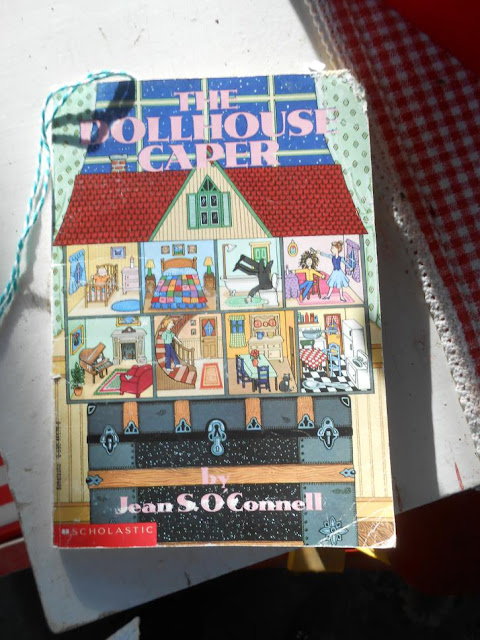 THE
DOLLHOUSE
CAPER
by
Jean S. O'Connell
SCHOLASTIC